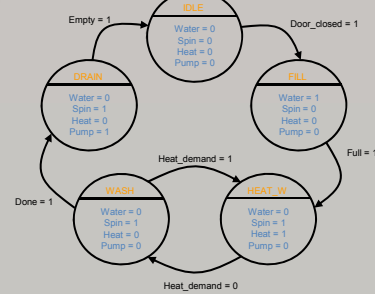 IDLE
Water = 0
Spin = 0
Heat = 0
Pump = 0
Empty = 1
Door_closed = 1
DRAIN
Water = 0
Spin = 1
Heat = 0
Pump = 1
FILL
Water = 1
Spin = 0
Heat = 0
Pump = 0
Heat_demand = 1
Full = 1
Done = 1
WASH
Water = 0
Spin = 1
Heat = 0
Pump = 0
HEAT_W
Water = 0
Spin = 1
Heat = 1
Pump = 0
Heat_demand = 0